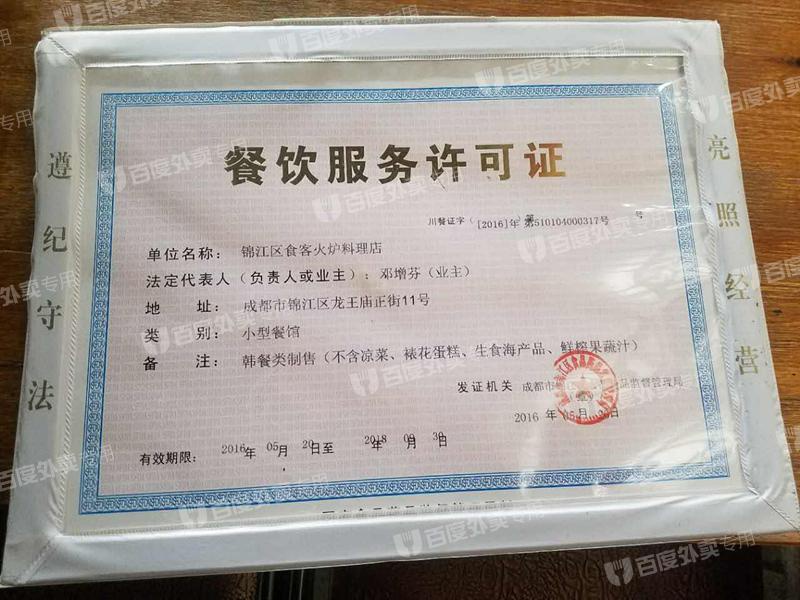 餐饮服务许可证
川餐证字( [2016]年 )第510104000317号 号
单位名称: 锦江区食客火炉料理店
法定代表人(负责人或业主): 邓增芬(业主)
地 址: 成都市锦江区龙王庙正街11号
类 别: 小型餐馆
备 注: 韩餐类制售(不含凉菜、裱花蛋糕、生食海产品、鲜榨果蔬汁)
发证机关 成都市 品监督管理局
2016 年 05月 日
有效期限: 2016年 05月 20日至 2018年 09月 30日
遵纪守法
亮照经营
百度外卖专用